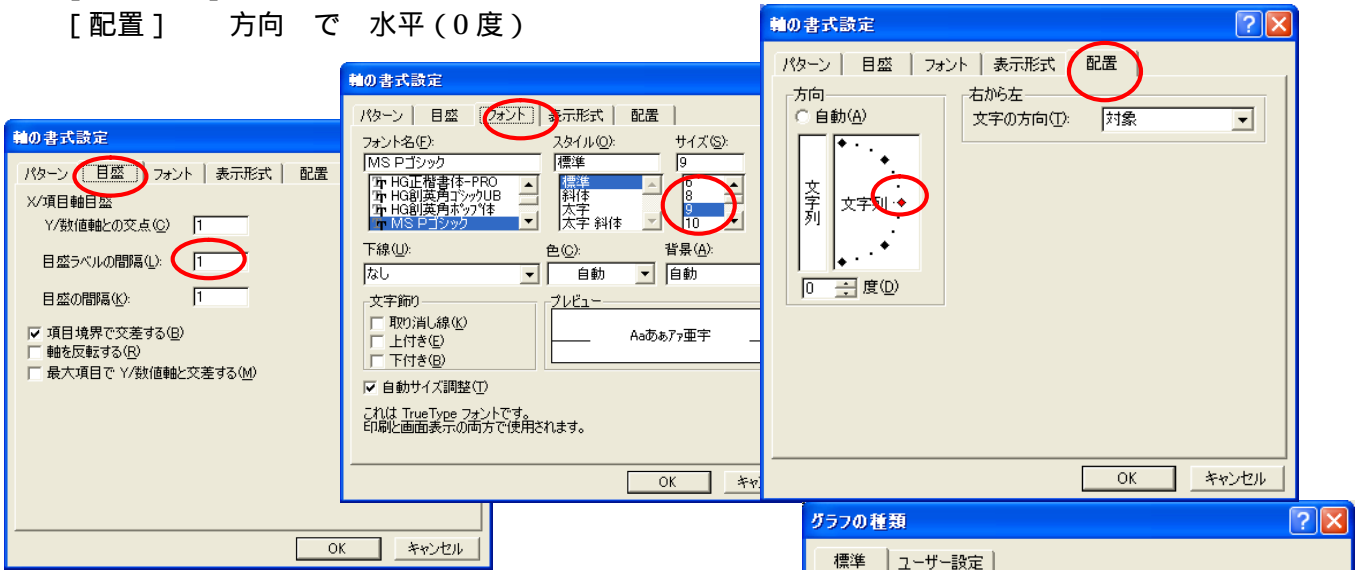 [配置]　方向　で　水平(0度)
軸の書式設定
パターン 目盛 フォント 表示形式 配置
X/項目軸目盛
Y/数値軸との交点(C) 1
目盛ラベルの間隔(L): 1
目盛の間隔(K): 1
項目境界で交差する(B)
軸を反転する(R)
最大項目で Y/数値軸と交差する(M)
OK キャンセル
軸の書式設定
パターン 目盛 フォント 表示形式 配置
フォント名(F): スタイル(O): サイズ(S):
MS Pゴシック 標準 9
HG正楷書体-PRO 標準 6
HG創英角ゴシックUB 斜体 8
HG創英角ポップ体 太字 9
MS Pゴシック 太字 斜体 10
下線(U): 色(C): 背景(A):
なし 自動 自動
文字飾り プレビュー
取り消し線(K)
上付き(E) Aaあぁアァ亜宇
下付き(B)
自動サイズ調整(T)
これは TrueType フォントです。
印刷と画面表示の両方で使用されます。
OK
軸の書式設定
パターン 目盛 フォント 表示形式 配置
方向 右から左
自動(A) 文字の方向(T): 対象
文字列 文字列
0 度(D)
OK キャンセル
グラフの種類
標準 ユーザー設定